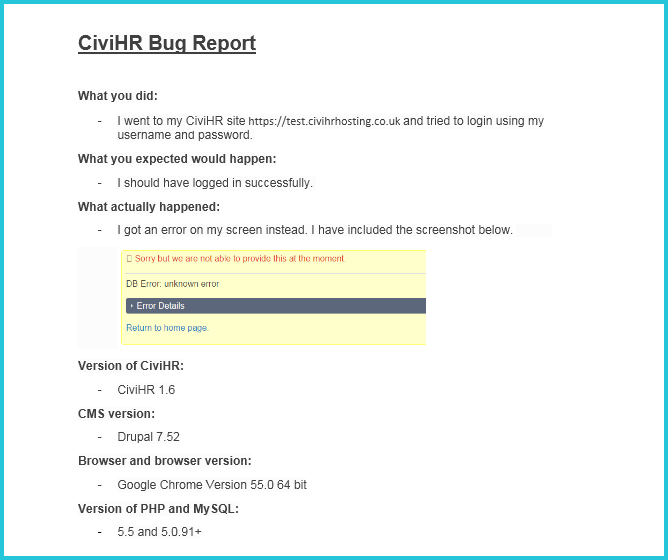 CiviHR Bug Report
What you did:
- I went to my CiviHR site https://test.civihrhosting.co.uk and tried to login using my
username and password.
What you expected would happen:
- I should have logged in successfully.
What actually happened:
- I got an error on my screen instead. I have included the screenshot below.
Sorry but we are not able to provide this at the moment
DB Error: unknown error
Error Details
Return to home page.
Version of CiviHR:
- CiviHR 1.6
CMS version:
- Drupal 7.52
Browser and browser version:
- Google Chrome Version 55.0 64 bit
Version of PHP and MySQL:
- 5.5 and 5.0.91+